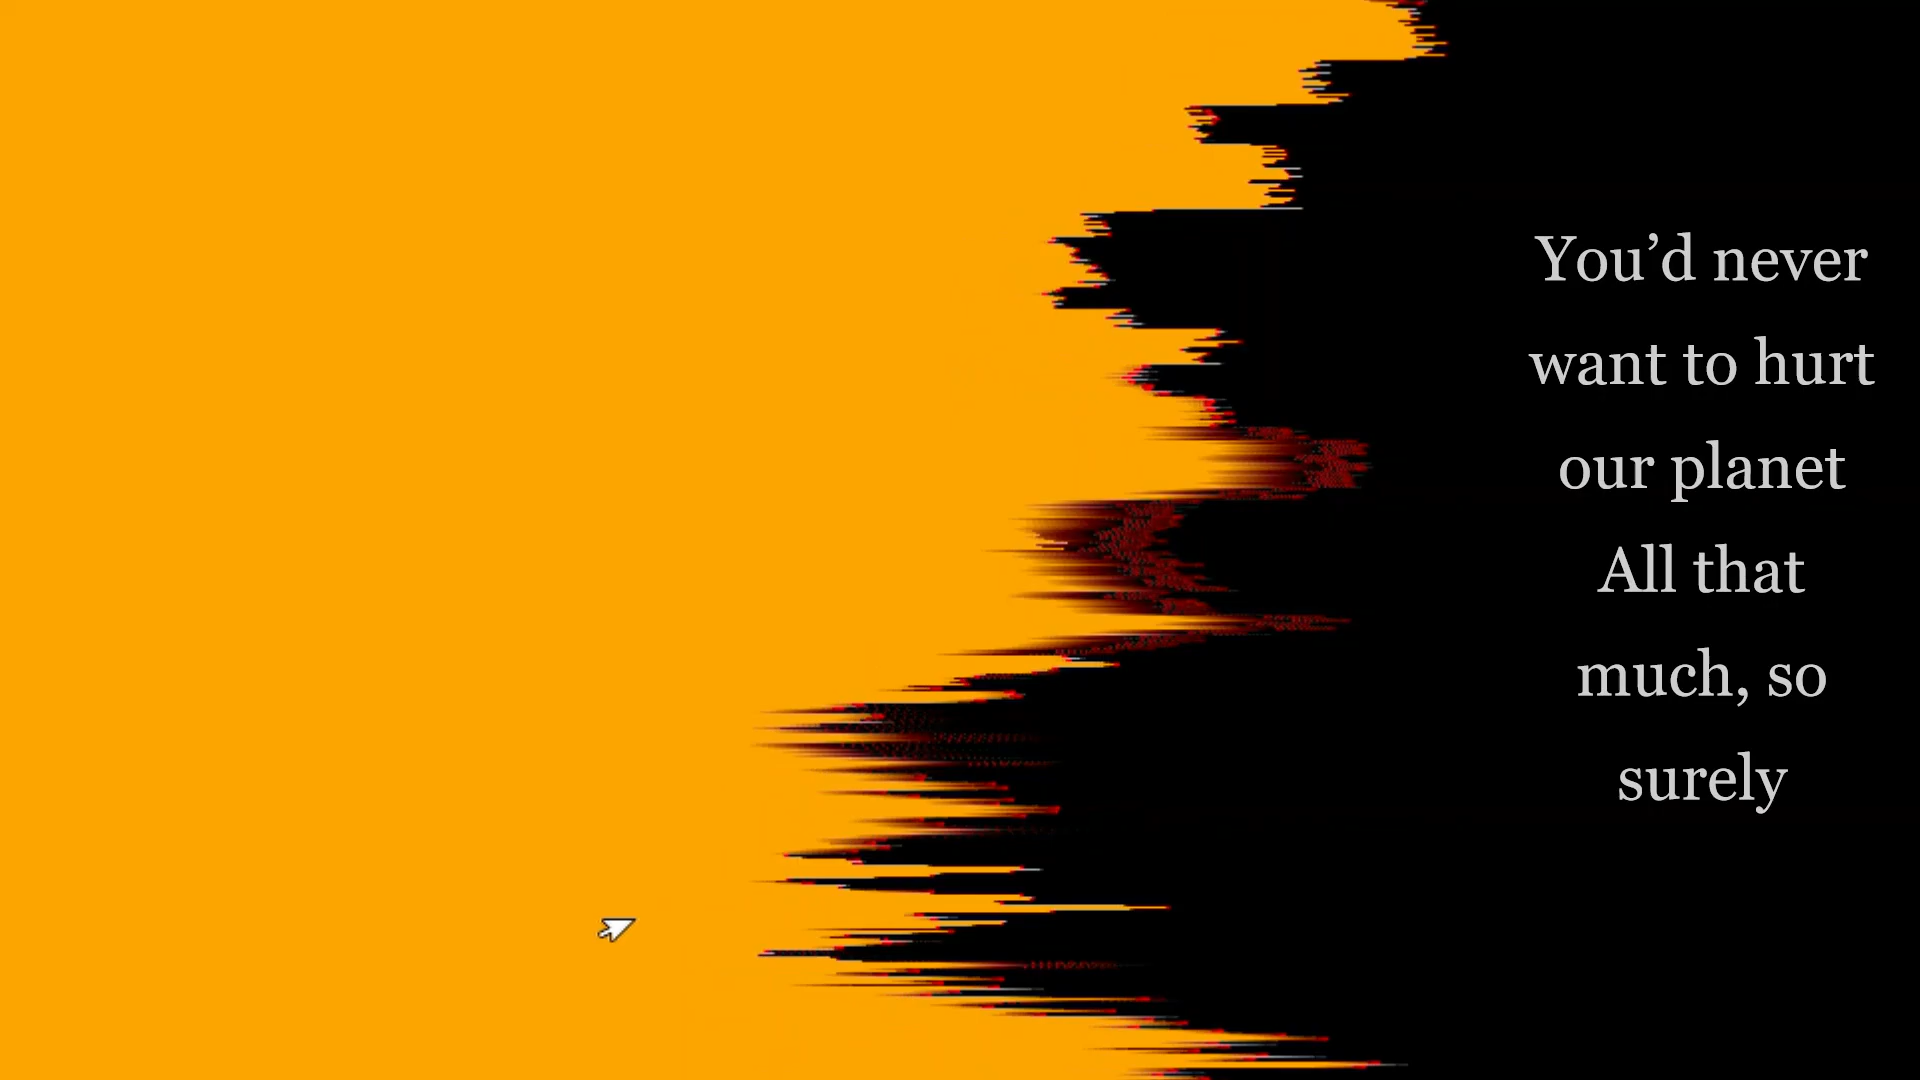 You’d never
want to hurt
our planet
All that
much, so
surely